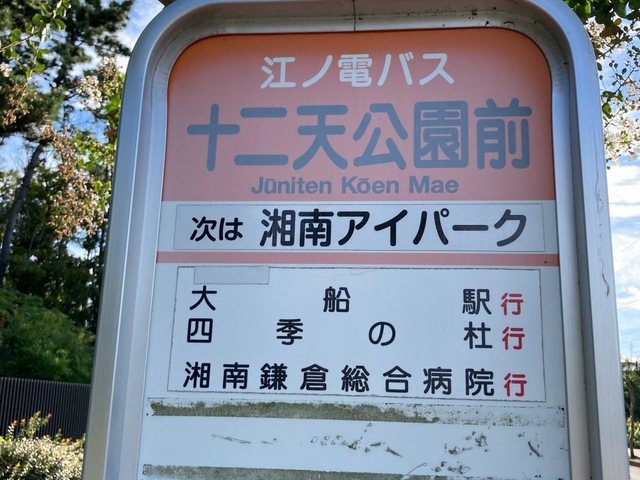 江ノ電バス
十二天公園前
Jūniten Kōen Mae
次は 湘南アイパーク
大船駅行
四季の杜行
湘南鎌倉総合病院行